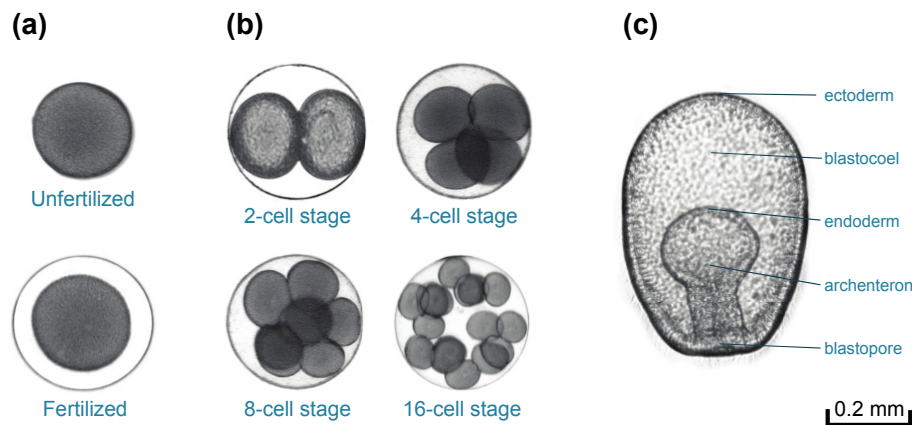 (a)
(b)
(c)
Unfertilized
2-cell stage
4-cell stage
Fertilized
8-cell stage
16-cell stage
ectoderm
blastocoel
endoderm
archenteron
blastopore
0.2 mm